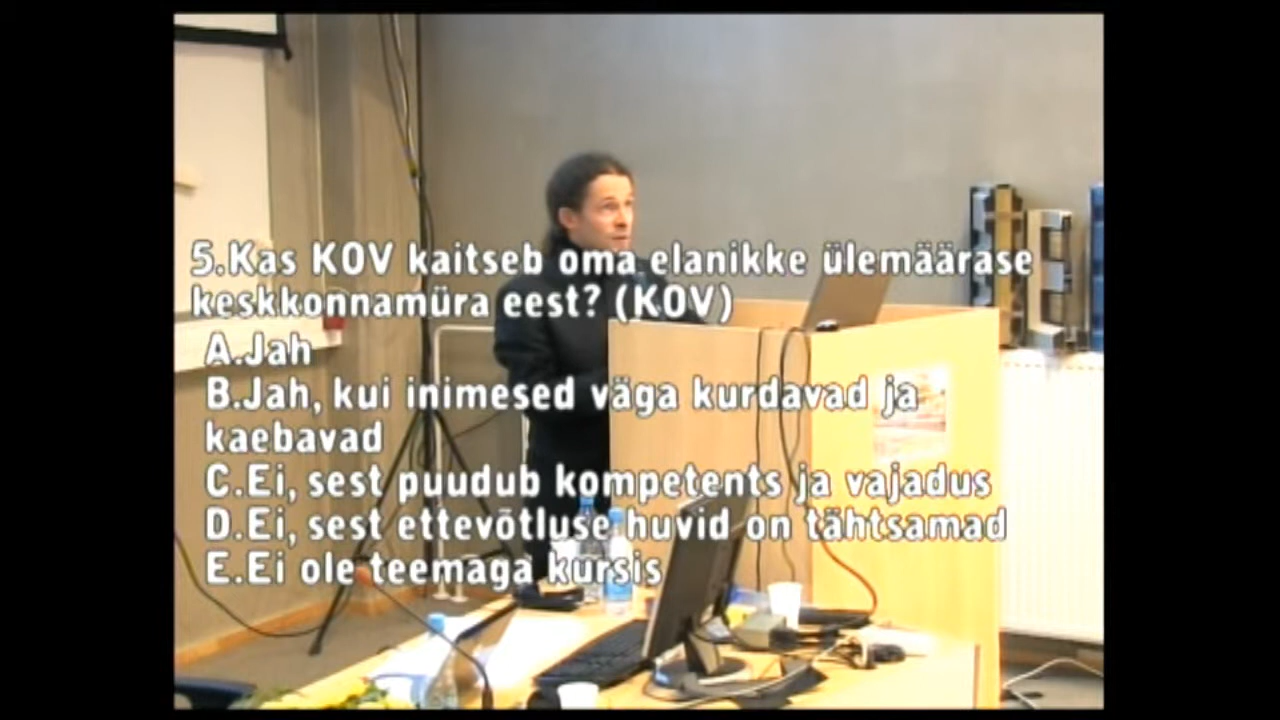 5.Kas KOV kaitseb oma elanikke ülemäärase
keskkonnamüra eest? (KOV)
A.Jah
B.Jah, kui inimesed väga kurdavad ja
kaebavad
C.Ei, sest puudub kompetents ja vajadus
D.Ei, sest ettevõtluse huvid on tähtsamad
E.Ei ole teemaga kursis